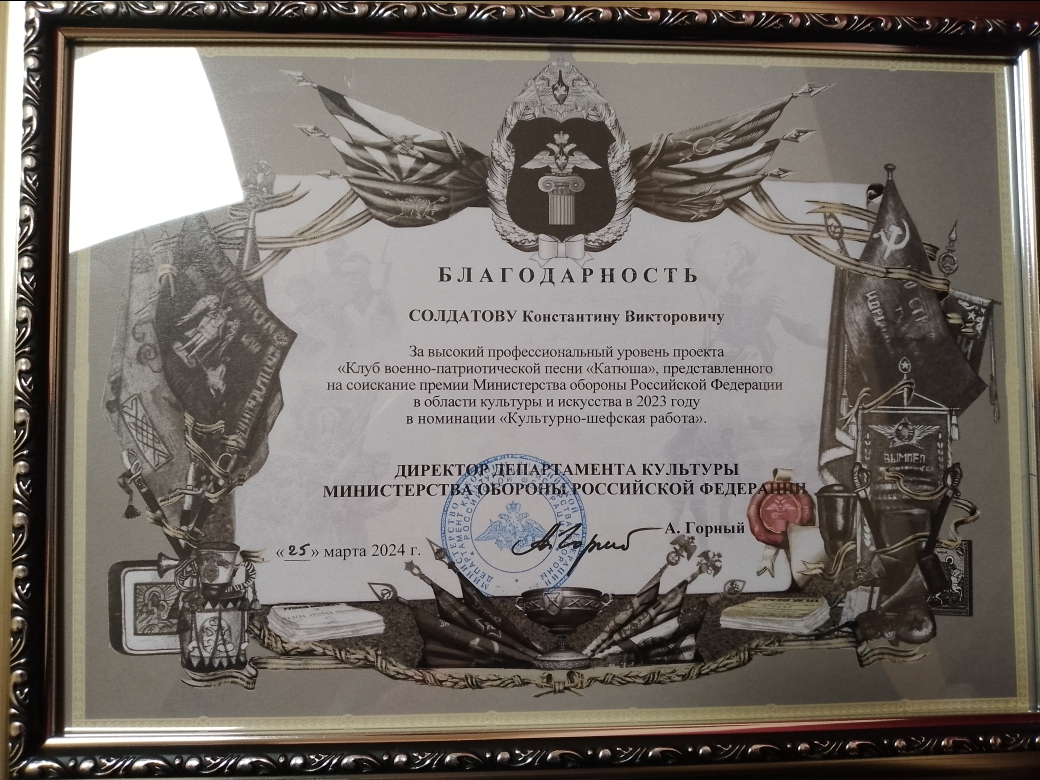 БЛАГОДАРНОСТЬ
СОЛДАТОВУ Константину Викторовичу
За высокий профессиональный уровень проекта
«Клуб военно-патриотической песни «Катюша», представленного
на соискание премии Министерства обороны Российской Федерации
в области культуры и искусства в 2023 году
в номинации «Культурно-шефская работа».
ДИРЕКТОР ДЕПАРТАМЕНТА КУЛЬТУРЫ
МИНИСТЕРСТВА ОБОРОНЫ РОССИЙСКОЙ ФЕДЕРАЦИИ
А. Горный
«25» марта 2024 г.
ВЫМПЕЛ